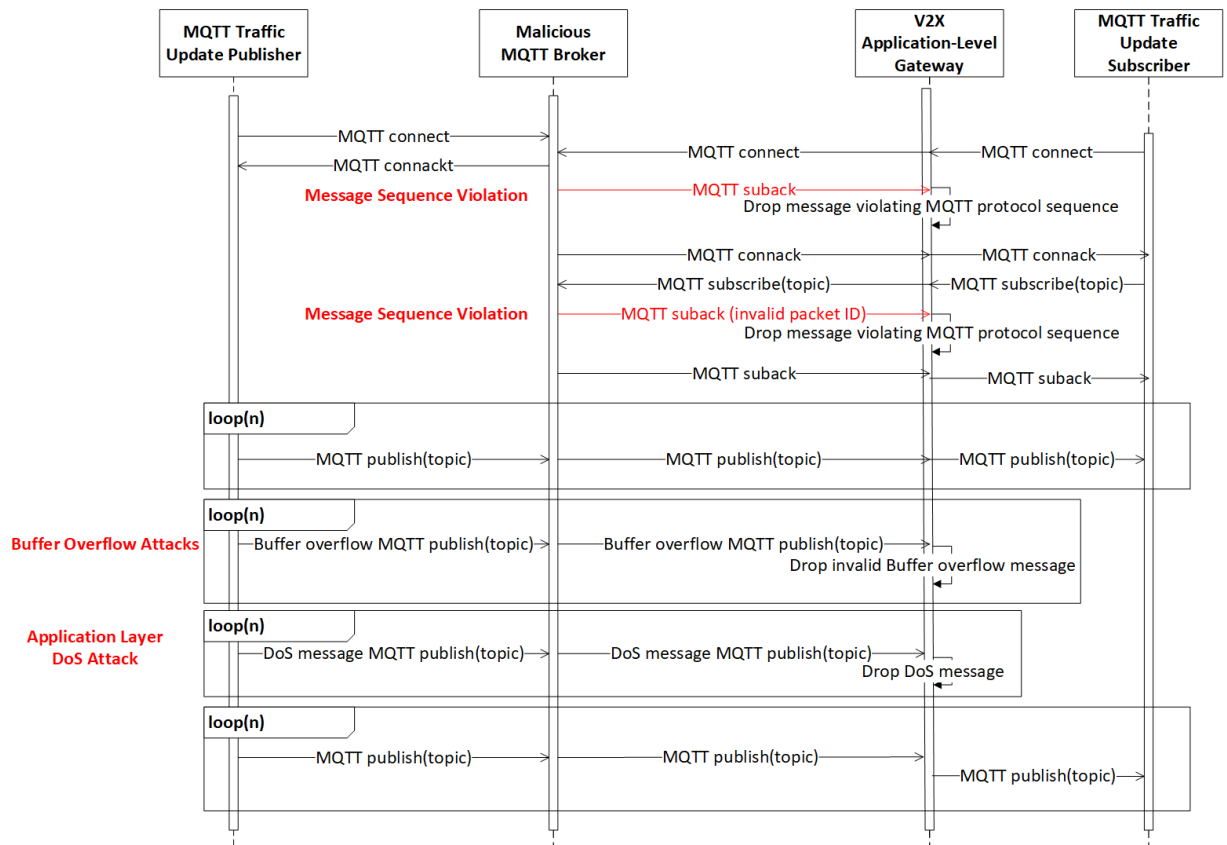 MQTT Traffic
Update Publisher
Malicious
MQTT Broker
V2X
Application-Level
Gateway
MQTT Traffic
Update
Subscriber
MQTT connect
MQTT connect
MQTT connect
MQTT connackt
Message Sequence Violation
MQTT suback
Drop message violating MQTT protocol sequence
MQTT connack
MQTT connack
MQTT subscribe(topic)
MQTT subscribe(topic)
Message Sequence Violation
MQTT suback (invalid packet ID)
Drop message violating MQTT protocol sequence
MQTT suback
MQTT suback
loop(n)
MQTT publish(topic)
MQTT publish(topic)
MQTT publish(topic)
loop(n)
Buffer Overflow Attacks
Buffer overflow MQTT publish(topic)
Buffer overflow MQTT publish(topic)
Drop invalid Buffer overflow message
loop(n)
Application Layer
DoS Attack
DoS message MQTT publish(topic)
DoS message MQTT publish(topic)
Drop DoS message
loop(n)
MQTT publish(topic)
MQTT publish(topic)
MQTT publish(topic)